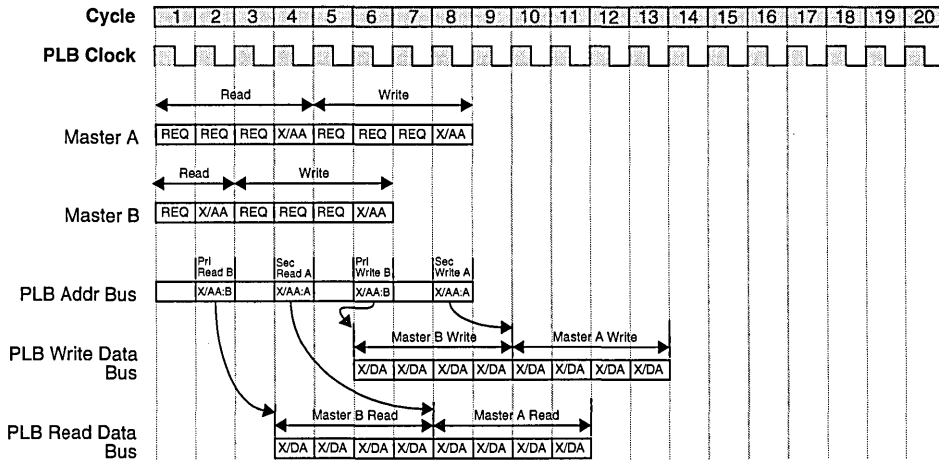 Cycle 1 2 3 4 5 6 7 8 9 10 11 12 13 14 15 16 17 18 19 20
PLB Clock
Read Write
Master A REQ REQ REQ X/AA REQ REQ REQ X/AA
Read Write
Master B REQ X/AA REQ REQ REQ X/AA
Pri Sec Pri Sec
Read B Read A Write B Write A
PLB Addr Bus X/AA:B X/AA:A X/AA:B X/AA:A
Master B Write Master A Write
PLB Write Data
Bus X/DA X/DA X/DA X/DA X/DA X/DA X/DA X/DA
Master B Read Master A Read
PLB Read Data
Bus X/DA X/DA X/DA X/DA X/DA X/DA X/DA X/DA